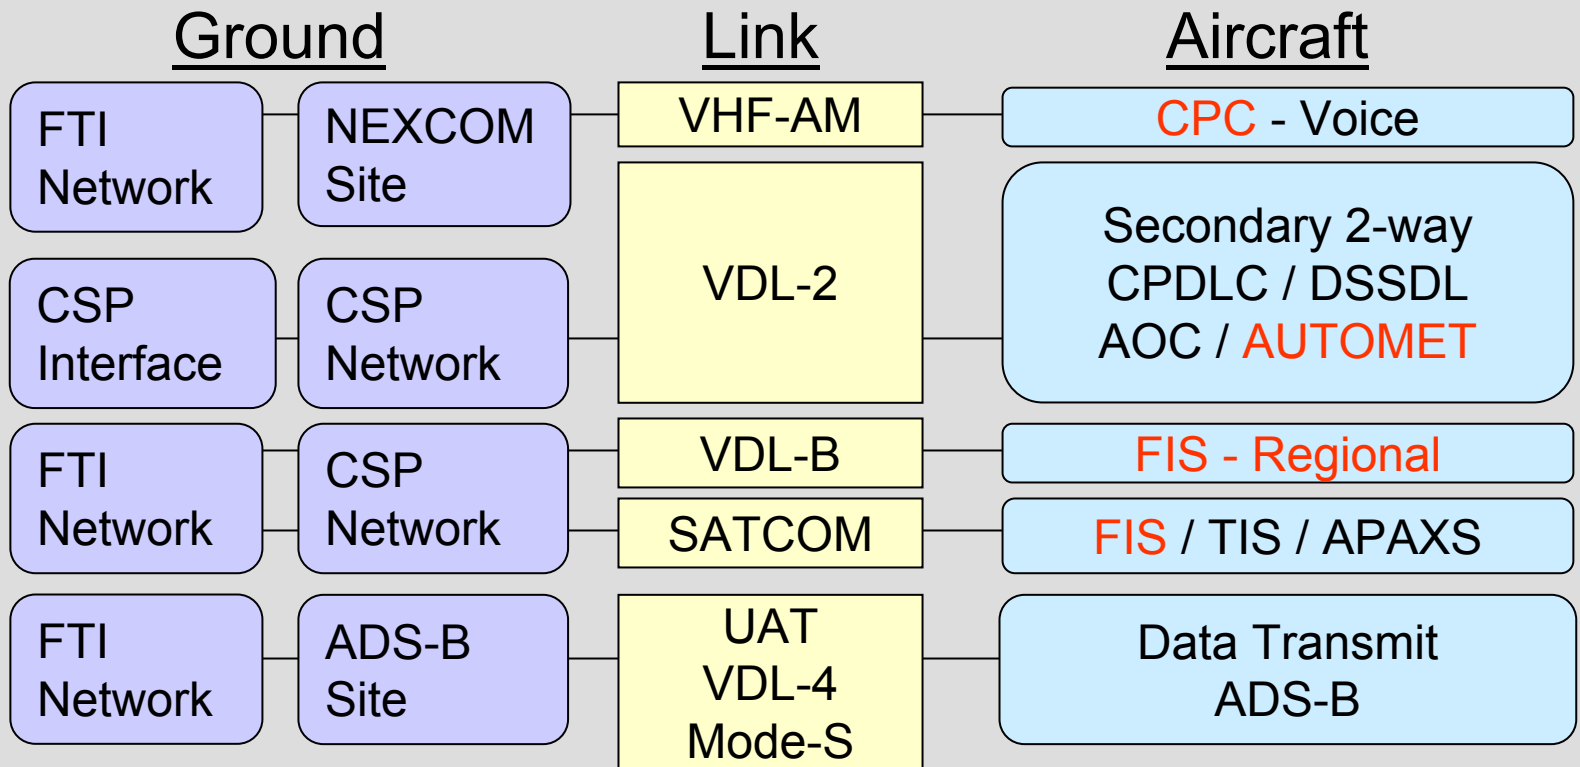 Ground
Link
Aircraft
FTI
Network
NEXCOM
Site
VHF-AM
CPC - Voice
CSP
Interface
CSP
Network
VDL-2
Secondary 2-way
CPDLC / DSSDL
AOC / AUTOMET
FTI
Network
CSP
Network
VDL-B
FIS - Regional
SATCOM
FIS / TIS / APAXS
FTI
Network
ADS-B
Site
UAT
VDL-4
Mode-S
Data Transmit
ADS-B